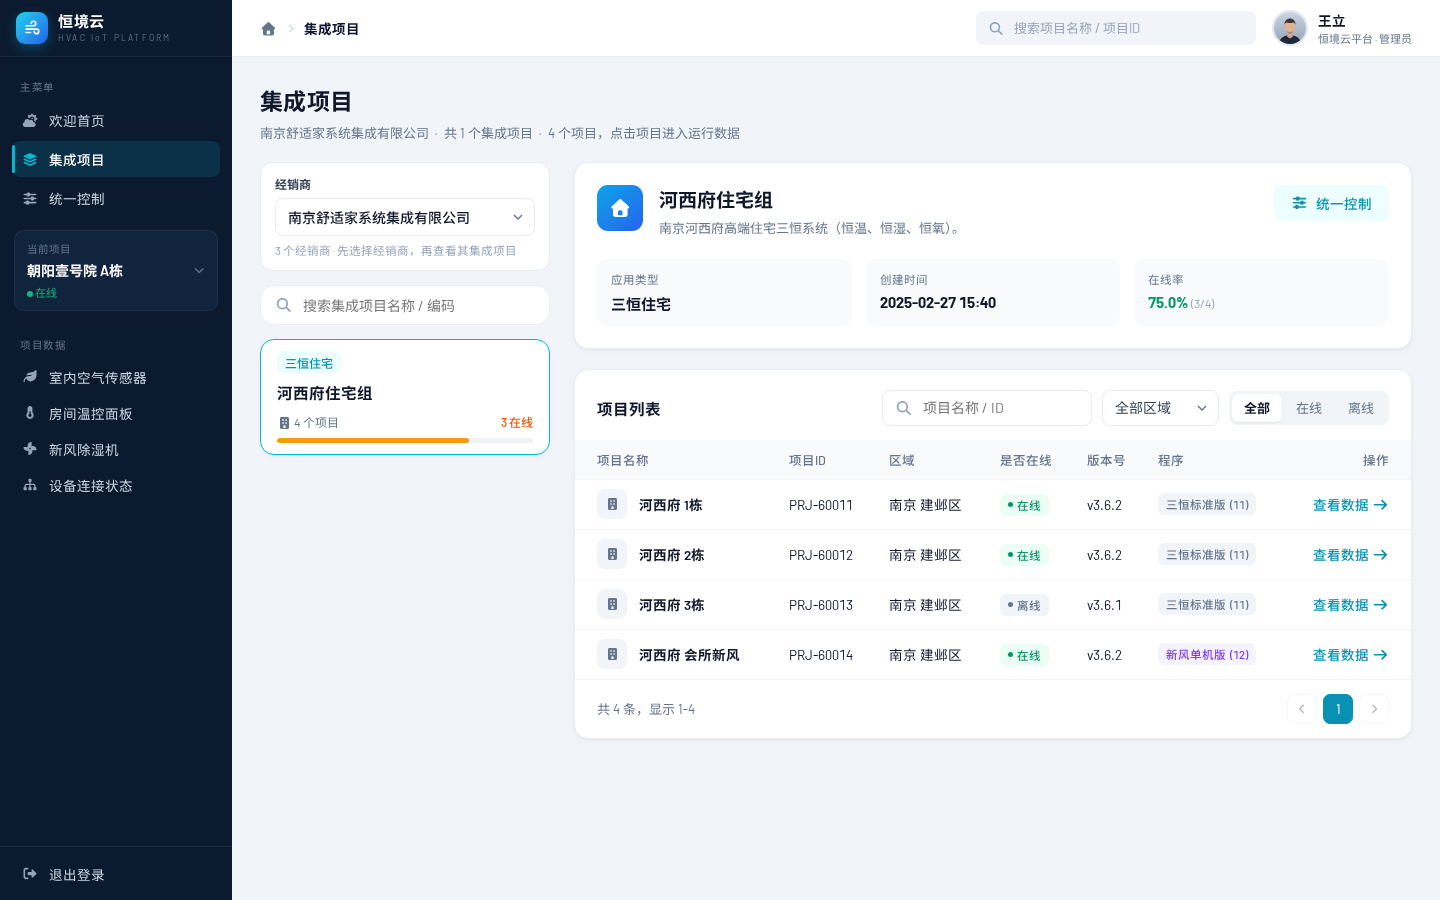 恒境云
HVAC IoT PLATFORM
主菜单
欢迎首页
集成项目
统一控制
当前项目
朝阳壹号院 A栋
在线
项目数据
室内空气传感器
房间温控面板
新风除湿机
设备连接状态
退出登录
集成项目
搜索项目名称 / 项目ID
王立
恒境云平台 · 管理员
集成项目
南京舒适家系统集成有限公司 · 共 1 个集成项目 · 4 个项目，点击项目进入运行数据
经销商
南京舒适家系统集成有限公司
3 个经销商 · 先选择经销商，再查看其集成项目
搜索集成项目名称 / 编码
三恒住宅
河西府住宅组
4 个项目
3 在线
河西府住宅组
南京河西府高端住宅三恒系统（恒温、恒湿、恒氧）。
统一控制
应用类型
三恒住宅
创建时间
2025-02-27 15:40
在线率
75.0% (3/4)
项目列表
项目名称 / ID
全部区域
全部 在线 离线
项目名称 项目ID 区域 是否在线 版本号 程序 操作
河西府 1栋 PRJ-60011 南京 建邺区 在线 v3.6.2 三恒标准版 (11) 查看数据
河西府 2栋 PRJ-60012 南京 建邺区 在线 v3.6.2 三恒标准版 (11) 查看数据
河西府 3栋 PRJ-60013 南京 建邺区 离线 v3.6.1 三恒标准版 (11) 查看数据
河西府 会所新风 PRJ-60014 南京 建邺区 在线 v3.6.2 新风单机版 (12) 查看数据
共 4 条，显示 1-4
1